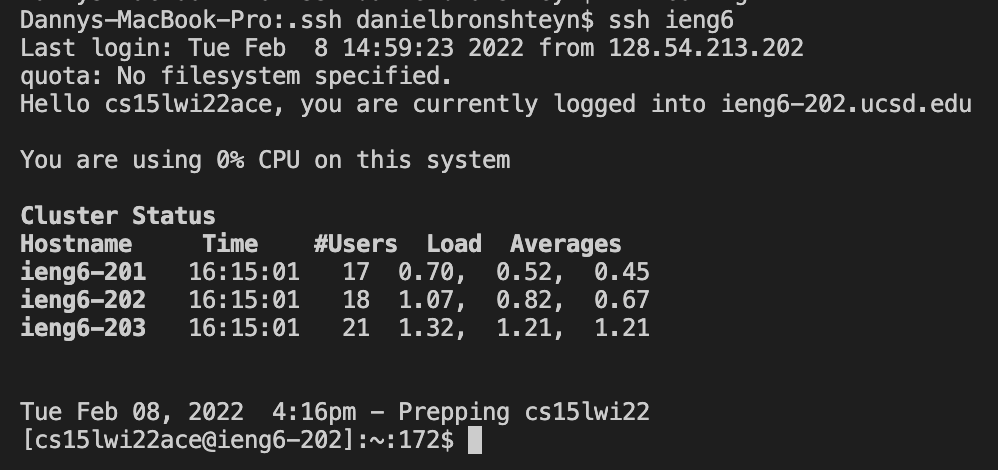 Dannys-MacBook-Pro:.ssh danielbronshteyn$ ssh ieng6
Last login: Tue Feb  8 14:59:23 2022 from 128.54.213.202
quota: No filesystem specified.
Hello cs15lwi22ace, you are currently logged into ieng6-202.ucsd.edu
You are using 0% CPU on this system
Cluster Status
Hostname     Time    #Users  Load  Averages
ieng6-201   16:15:01   17  0.70,  0.52,  0.45
ieng6-202   16:15:01   18  1.07,  0.82,  0.67
ieng6-203   16:15:01   21  1.32,  1.21,  1.21
Tue Feb 08, 2022  4:16pm - Prepping cs15lwi22
[cs15lwi22ace@ieng6-202]:~:172$